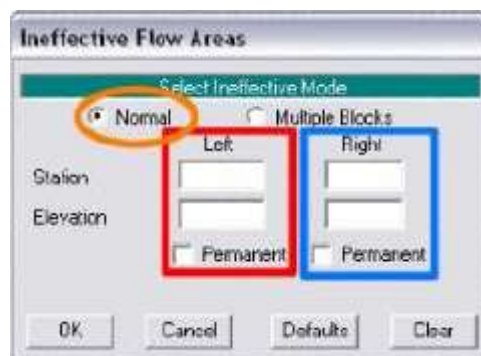 Ineffective Flow Areas
Select Ineffective Mode
Normal Multiple Blocks
Left Right
Station
Elevation
Permanent Permanent
OK Cancel Defaults Clear